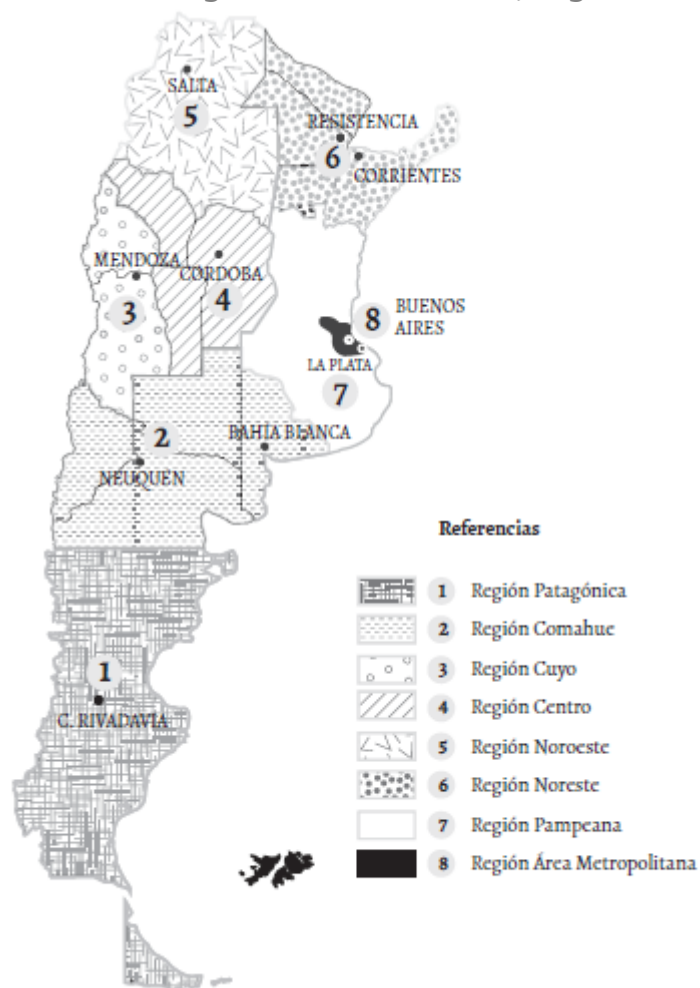 SALTA
5
RESISTENCIA
6
CORRIENTES
MENDOZA
CORDOBA
3
4
8
BUENOS
AIRES
LA PLATA
7
2
BAHIA BLANCA
NEUQUEN
1
C. RIVADAVIA
Referencias
1 Región Patagónica
2 Región Comahue
3 Región Cuyo
4 Región Centro
5 Región Noroeste
6 Región Noreste
7 Región Pampeana
8 Región Área Metropolitana